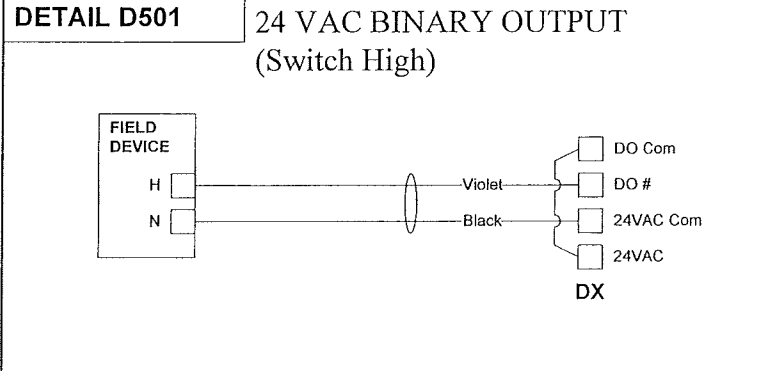 DETAIL D501
24 VAC BINARY OUTPUT
(Switch High)
FIELD
DEVICE
H
N
Violet
Black
DO Com
DO #
24VAC Com
24VAC
DX